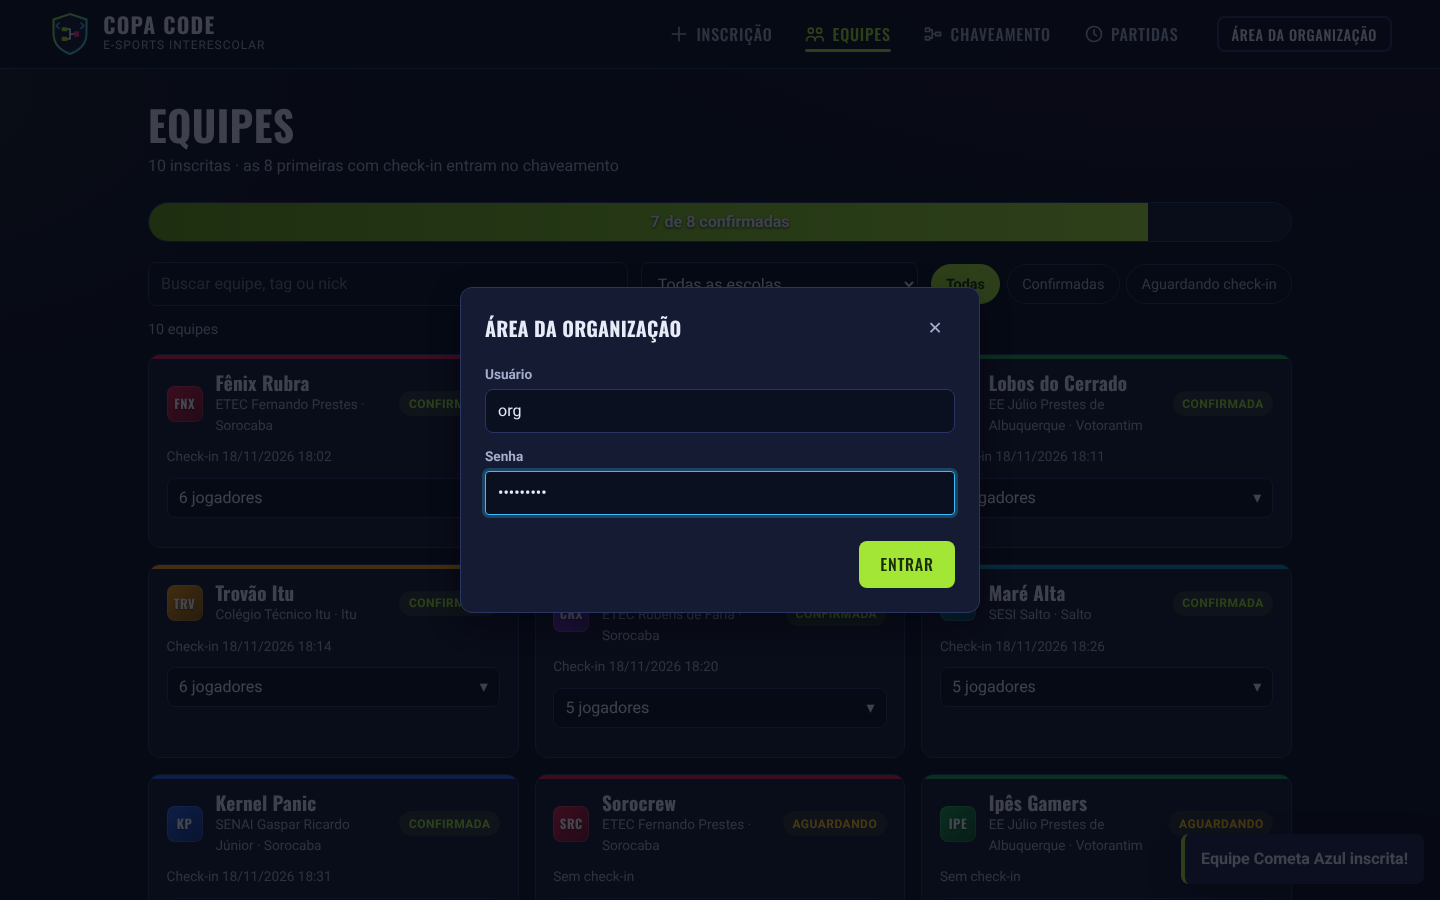 COPA CODE
E-SPORTS INTERESCOLAR
INSCRIÇÃO
EQUIPES
CHAVEAMENTO
PARTIDAS
ÁREA DA ORGANIZAÇÃO
EQUIPES
10 inscritas · as 8 primeiras com check-in entram no chaveamento
7 de 8 confirmadas
Buscar equipe, tag ou nick
Todas as escolas
Todas
Confirmadas
Aguardando check-in
10 equipes
ÁREA DA ORGANIZAÇÃO
Usuário
org
Senha
•••••••••
ENTRAR
FNX
Fênix Rubra
ETEC Fernando Prestes ·
Sorocaba
Check-in 18/11/2026 18:02
6 jogadores
Lobos do Cerrado
EE Júlio Prestes de
Albuquerque · Votorantim
CONFIRMADA
18/11/2026 18:11
TRV
Trovão Itu
Colégio Técnico Itu · Itu
Check-in 18/11/2026 18:14
6 jogadores
CRX
ETEC Rubens de Faria ·
Sorocaba
CONFIRMADA
Check-in 18/11/2026 18:20
5 jogadores
Maré Alta
SESI Salto · Salto
CONFIRMADA
Check-in 18/11/2026 18:26
5 jogadores
KP
Kernel Panic
SENAI Gaspar Ricardo
Júnior · Sorocaba
CONFIRMADA
Check-in 18/11/2026 18:31
SRC
Sorocrew
ETEC Fernando Prestes ·
Sorocaba
AGUARDANDO
Sem check-in
IPE
Ipês Gamers
EE Júlio Prestes de
Albuquerque · Votorantim
AGUARDANDO
Sem check-in
Equipe Cometa Azul inscrita!